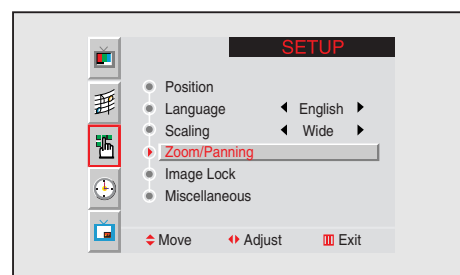 SETUP
Position
Language English
Scaling Wide
Zoom/Panning
Image Lock
Miscellaneous
Move Adjust Exit